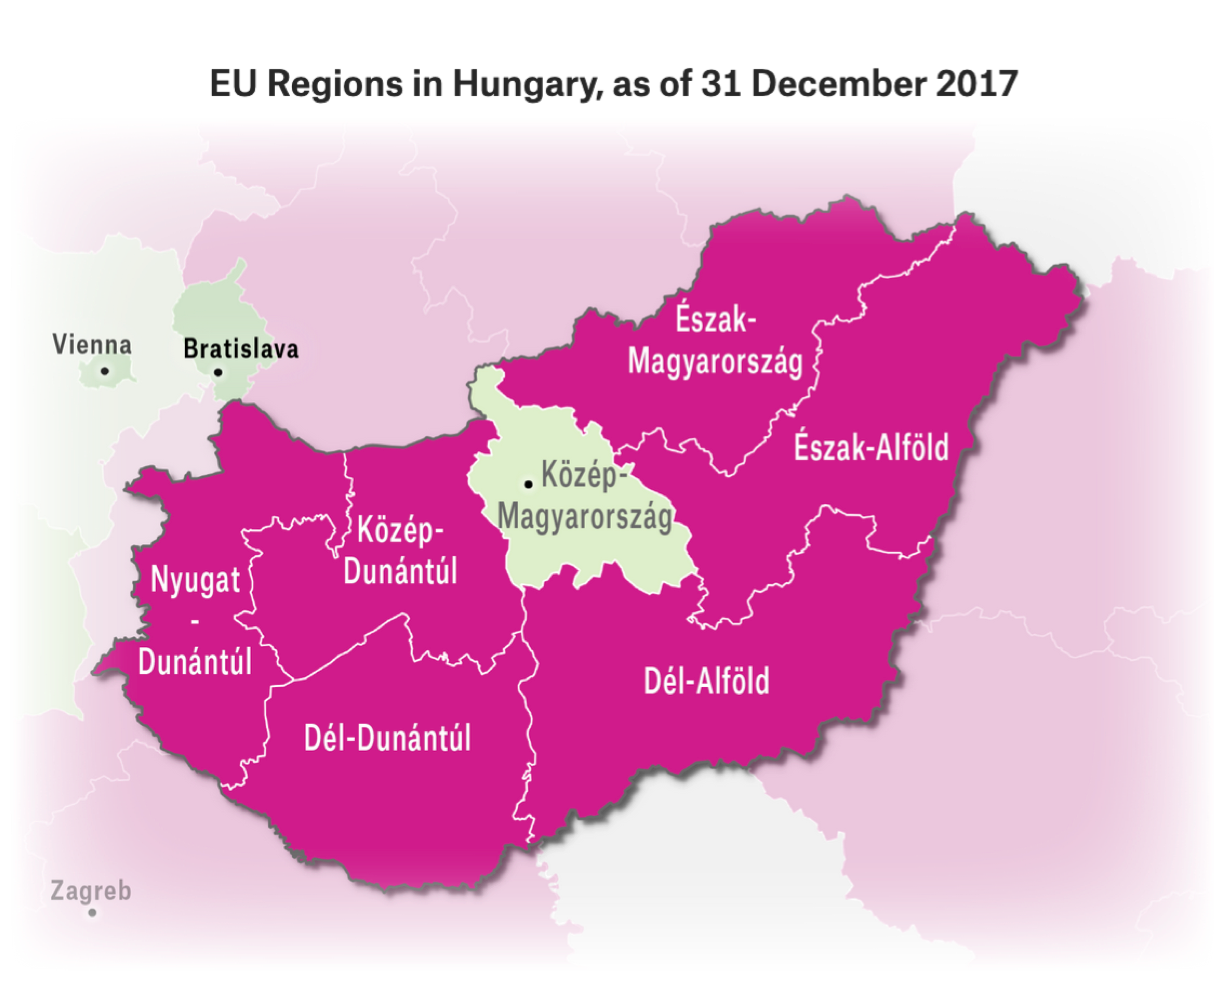 EU Regions in Hungary, as of 31 December 2017
Észak-
Magyarország
Vienna
Bratislava
Észak-Alföld
Közép-
Magyarország
Közép-
Dunántúl
Nyugat
-
Dunántúl
Dél-Alföld
Dél-Dunántúl
Zagreb